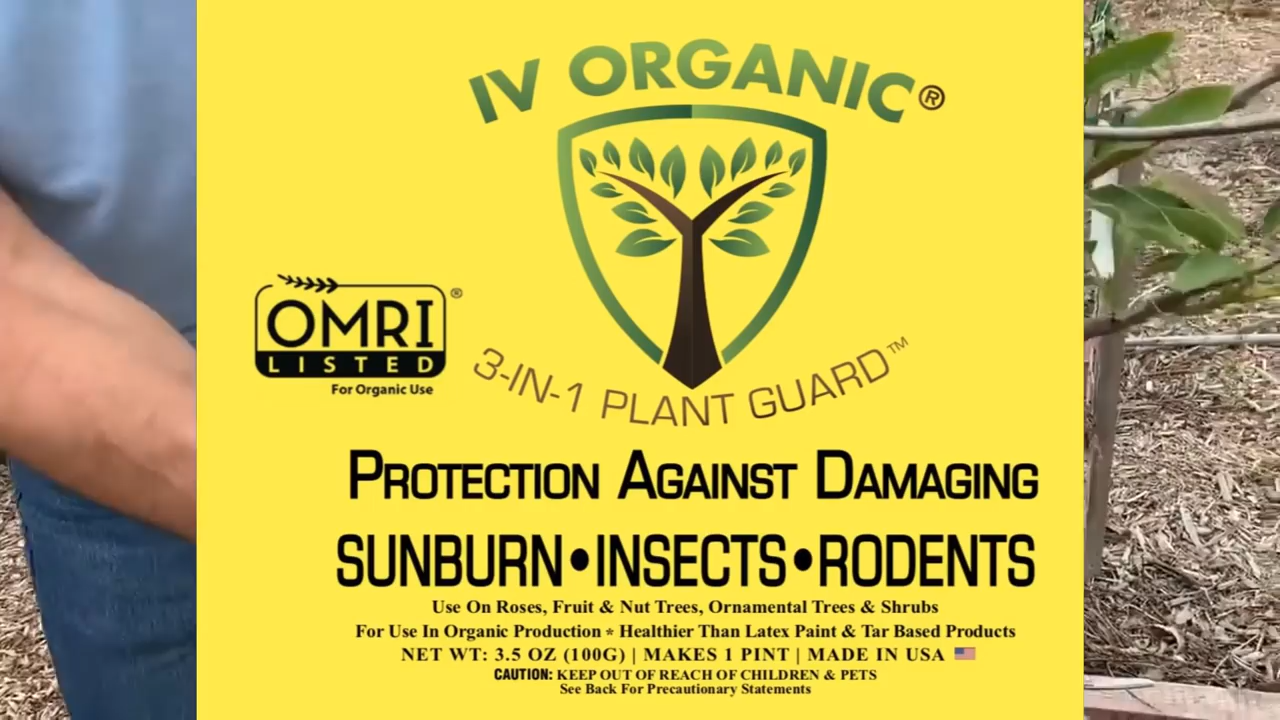 IV ORGANIC®
OMRI®
LISTED
For Organic Use
3-IN-1 PLANT GUARD™
PROTECTION AGAINST DAMAGING
SUNBURN•INSECTS•RODENTS
Use On Roses, Fruit & Nut Trees, Ornamental Trees & Shrubs
For Use In Organic Production * Healthier Than Latex Paint & Tar Based Products
NET WT: 3.5 OZ (100G) | MAKES 1 PINT | MADE IN USA
CAUTION: KEEP OUT OF REACH OF CHILDREN & PETS
See Back For Precautionary Statements